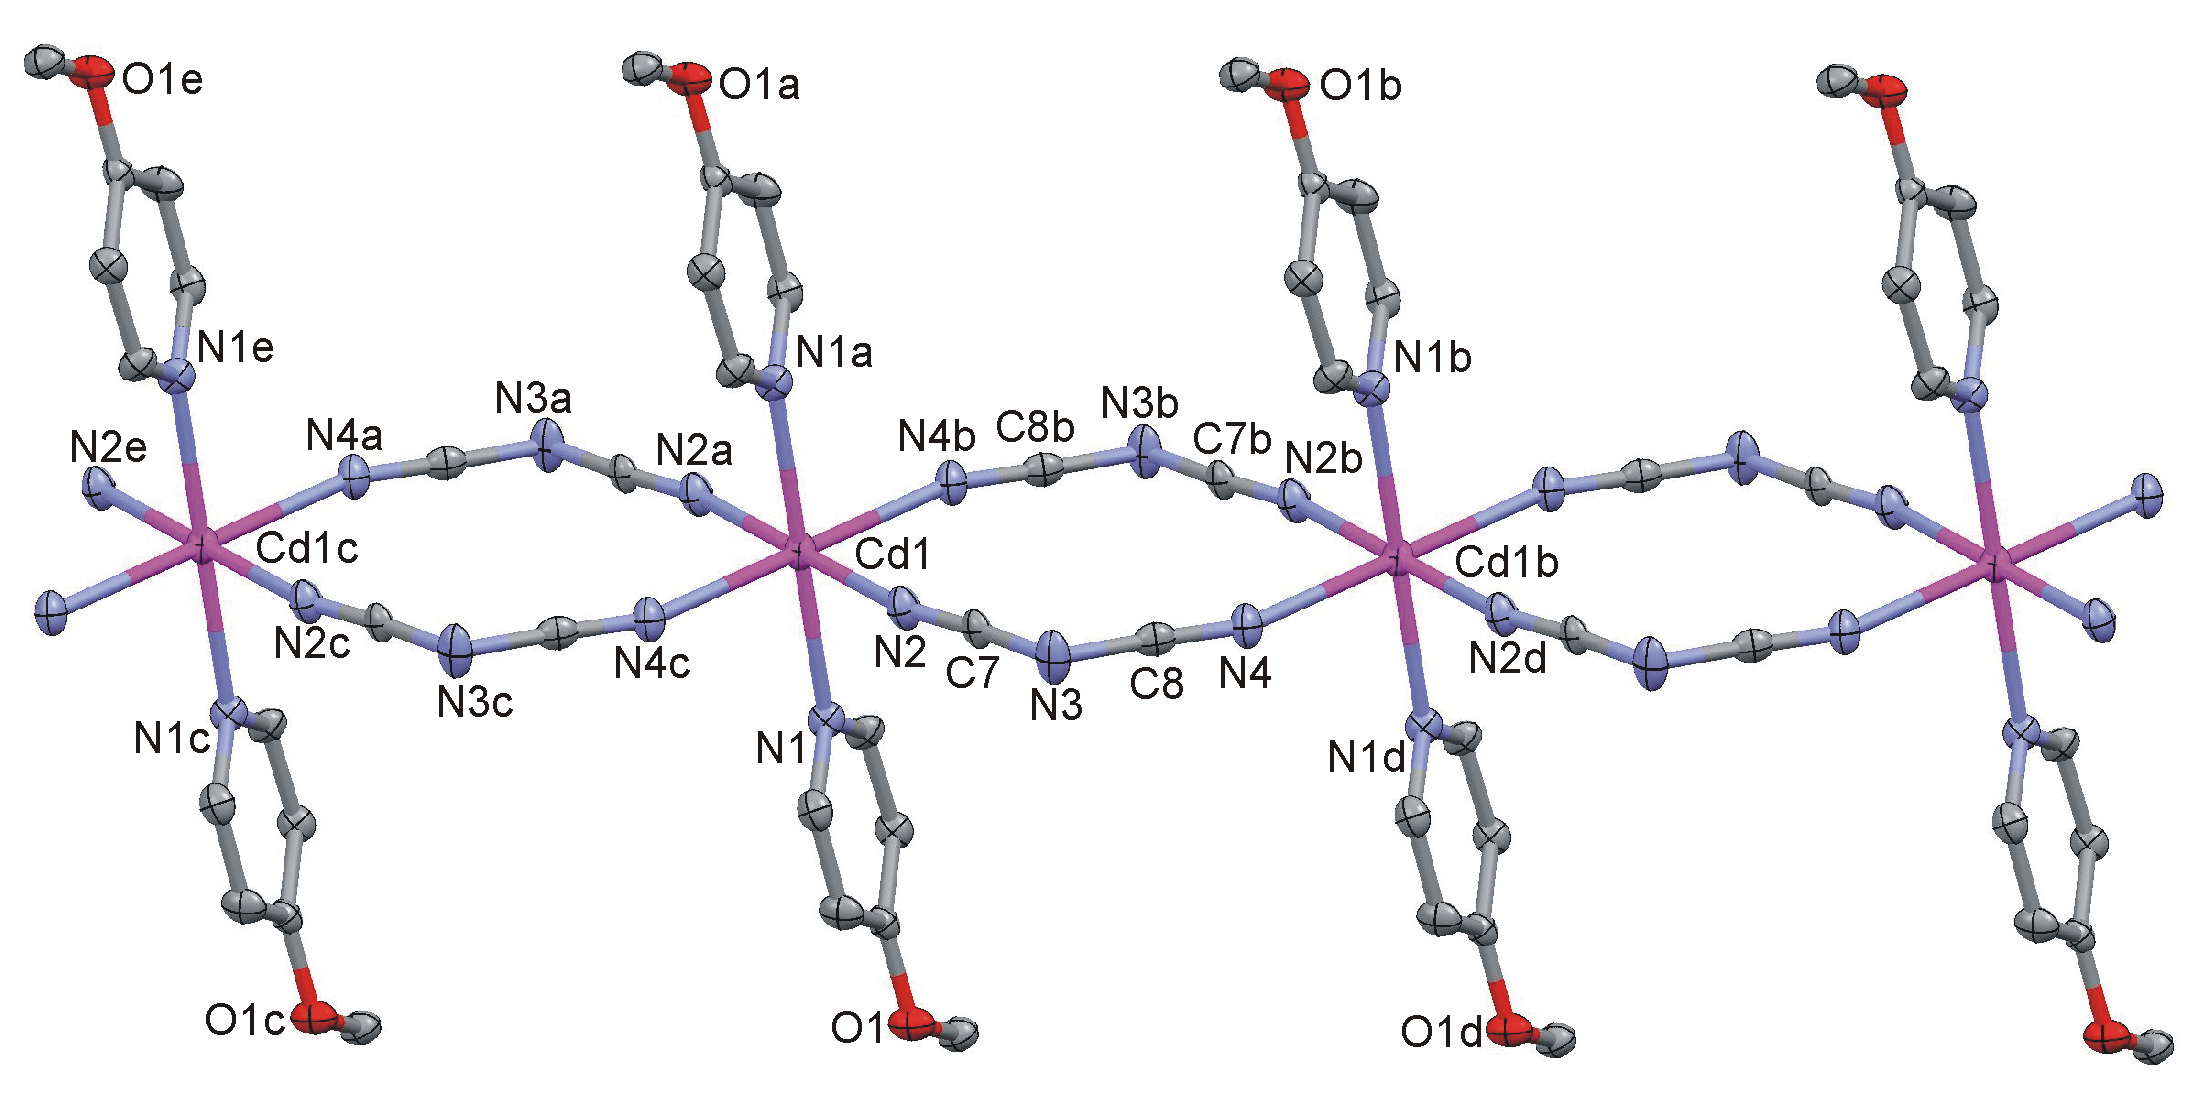 O1e
O1a
O1b
N1e
N1a
N1b
N3a
N3b
N4a
N4b
C8b
C7b
N2e
N2a
N2b
Cd1c
Cd1
Cd1b
N2c
N4c
N2
N4
N2d
C7
C8
N3c
N3
N1c
N1
N1d
O1c
O1
O1d